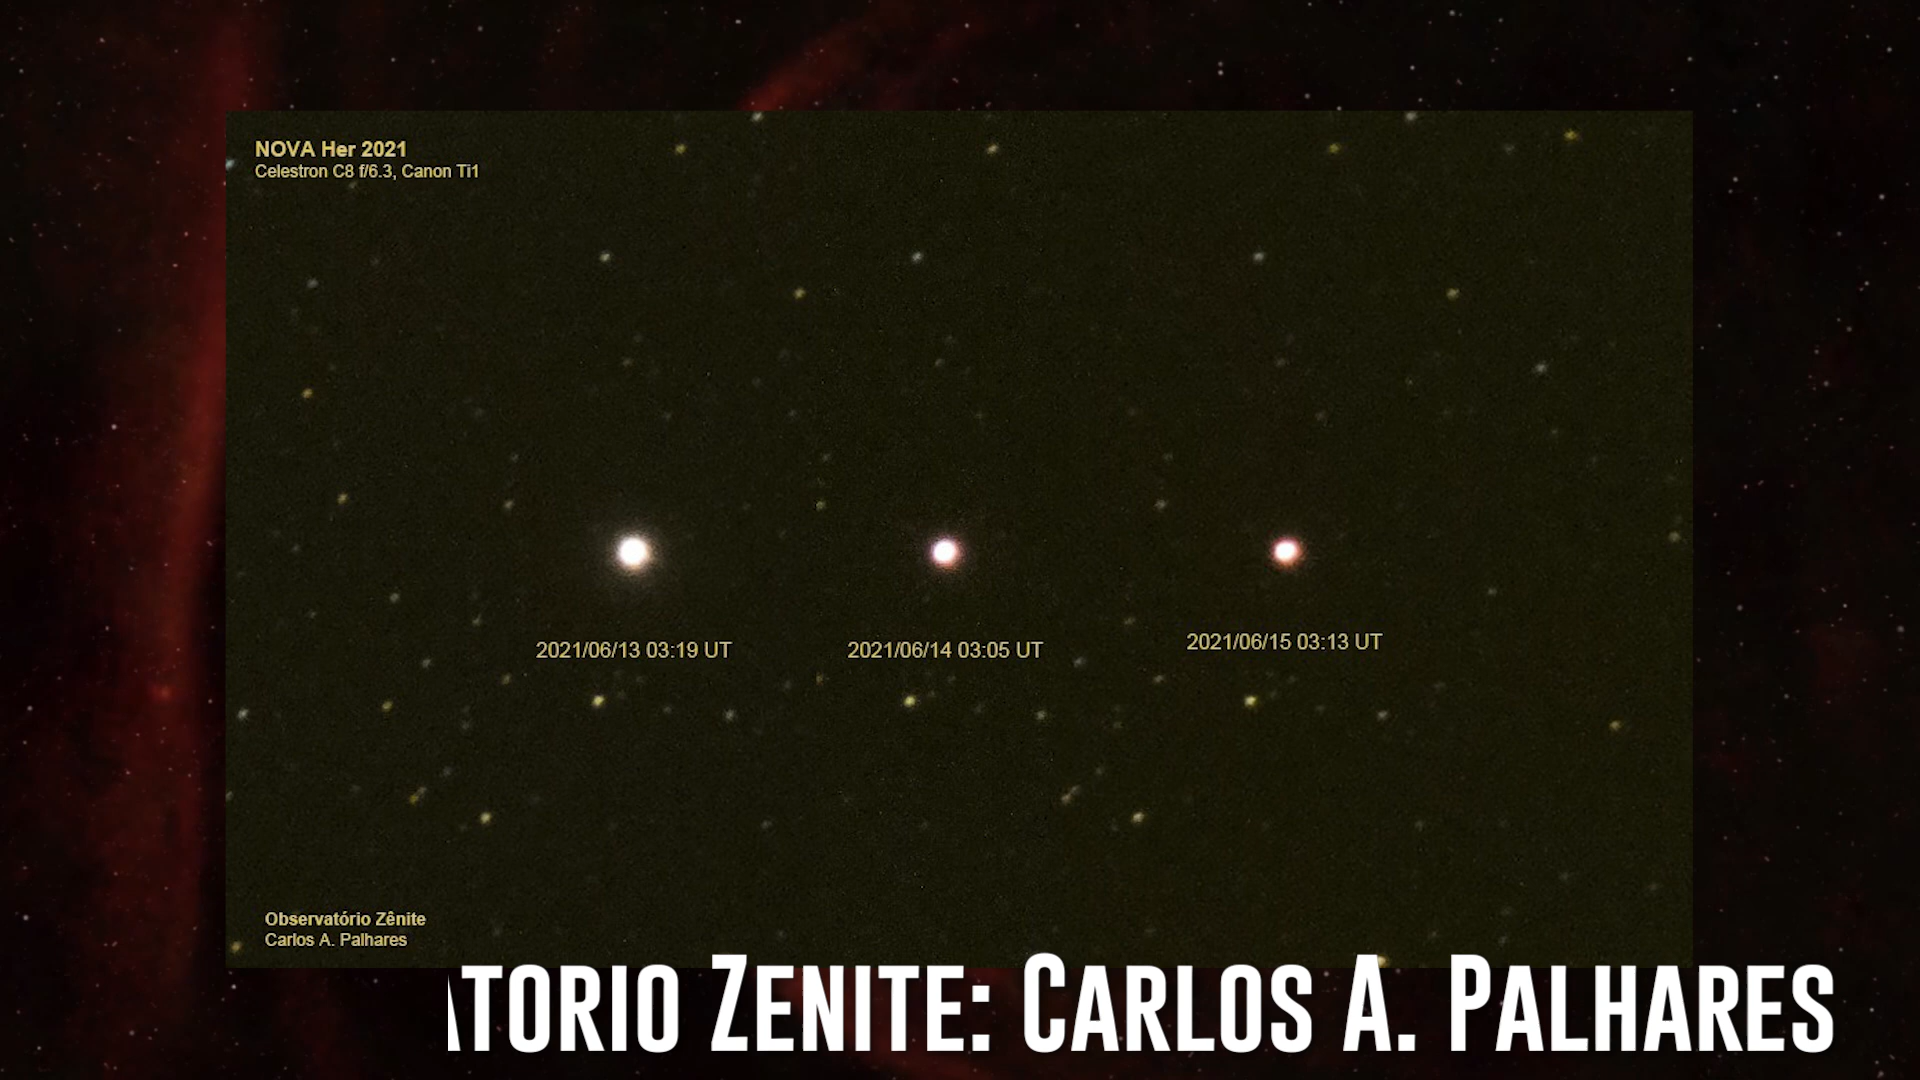 NOVA Her 2021
Celestron C8 f/6.3, Canon Ti1
2021/06/13 03:19 UT
2021/06/14 03:05 UT
2021/06/15 03:13 UT
Observatório Zênite
Carlos A. Palhares
ATORIO ZENITE: CARLOS A. PALHARES